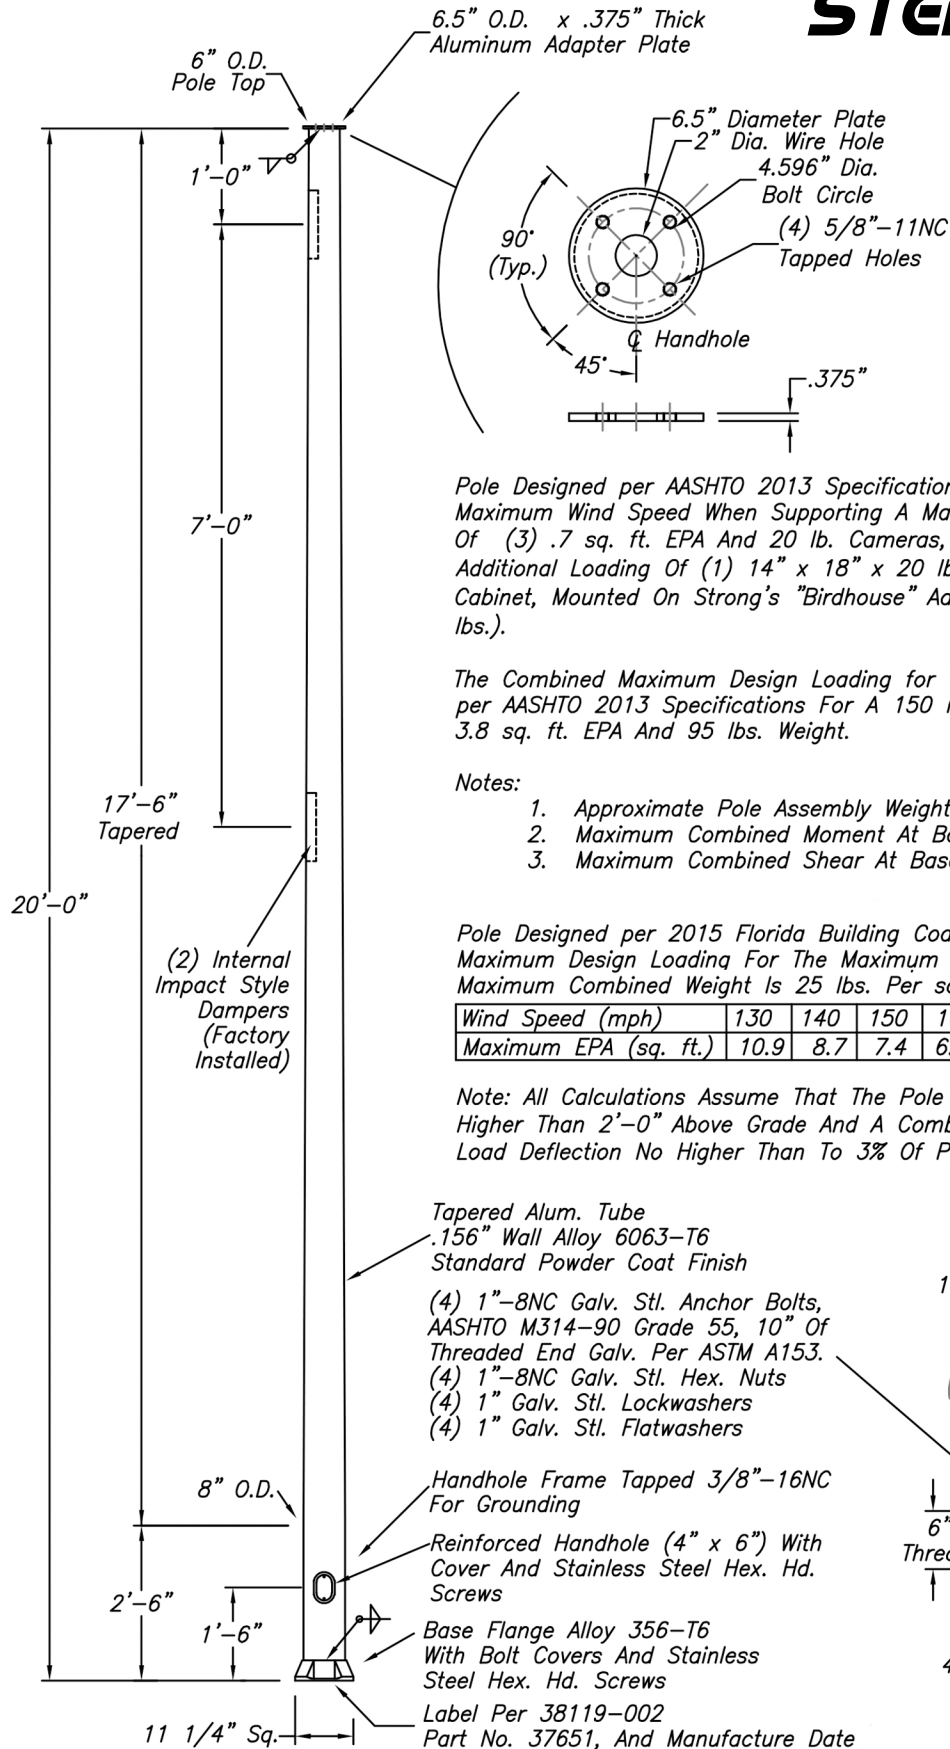 6.5" O.D. x .375" Thick
Aluminum Adapter Plate
6" O.D.
Pole Top
1'-0"
6.5" Diameter Plate
2" Dia. Wire Hole
4.596" Dia.
Bolt Circle
(4) 5/8"-11NC
Tapped Holes
90°
(Typ.)
℄ Handhole
45°
.375"
7'-0"
Pole Designed per AASHTO 2013 Specification
Maximum Wind Speed When Supporting A Ma
Of (3) .7 sq. ft. EPA And 20 lb. Cameras,
Additional Loading Of (1) 14" x 18" x 20 lb
Cabinet, Mounted On Strong's "Birdhouse" Ad
lbs.).
The Combined Maximum Design Loading for
per AASHTO 2013 Specifications For A 150
3.8 sq. ft. EPA And 95 lbs. Weight.
Notes:
1. Approximate Pole Assembly Weight
2. Maximum Combined Moment At Ba
3. Maximum Combined Shear At Base
17'-6"
Tapered
20'-0"
(2) Internal
Impact Style
Dampers
(Factory
Installed)
Pole Designed per 2015 Florida Building Cod
Maximum Design Loading For The Maximum
Maximum Combined Weight Is 25 lbs. Per sq
Wind Speed (mph) 130 140 150 1
Maximum EPA (sq. ft.) 10.9 8.7 7.4 6.
Note: All Calculations Assume That The Pole
Higher Than 2'-0" Above Grade And A Comb
Load Deflection No Higher Than To 3% Of P
Tapered Alum. Tube
.156" Wall Alloy 6063-T6
Standard Powder Coat Finish
(4) 1"-8NC Galv. Stl. Anchor Bolts,
AASHTO M314-90 Grade 55, 10" Of
Threaded End Galv. Per ASTM A153.
(4) 1"-8NC Galv. Stl. Hex. Nuts
(4) 1" Galv. Stl. Lockwashers
(4) 1" Galv. Stl. Flatwashers
8" O.D.
Handhole Frame Tapped 3/8"-16NC
For Grounding
Reinforced Handhole (4" x 6") With
Cover And Stainless Steel Hex. Hd.
Screws
6"
Threa
2'-6"
1'-6"
Base Flange Alloy 356-T6
With Bolt Covers And Stainless
Steel Hex. Hd. Screws
4
Label Per 38119-002
Part No. 37651, And Manufacture Date
11 1/4" Sq.